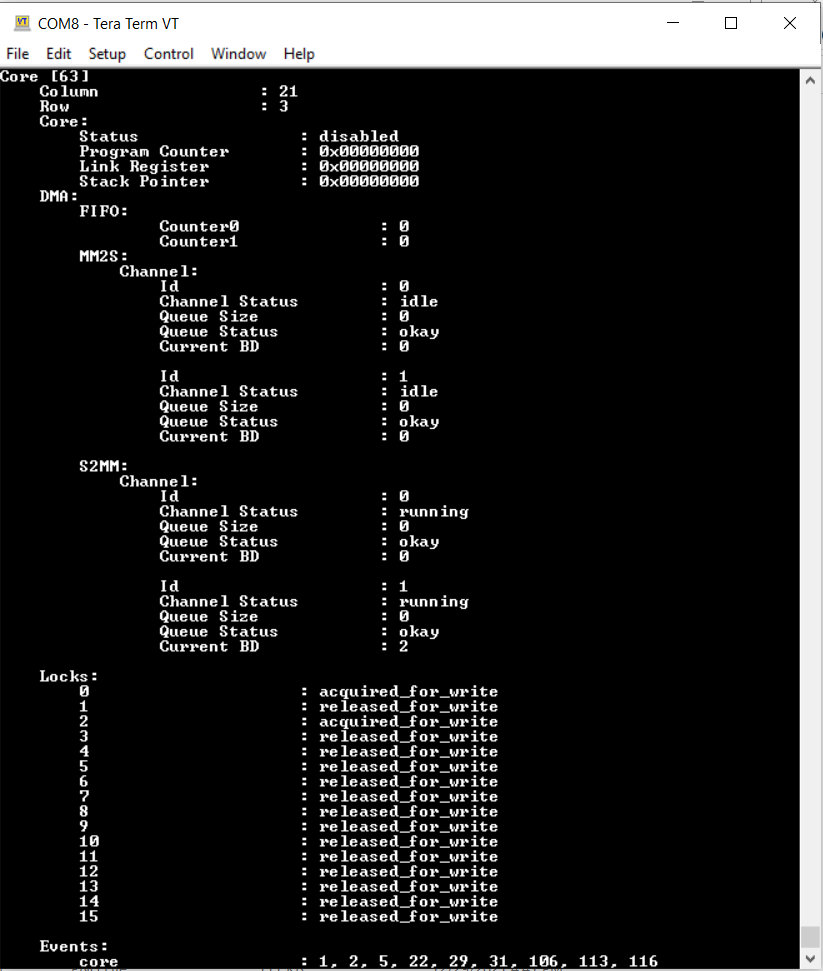 COM8 - Tera Term VT
File Edit Setup Control Window Help
Core [63]
Column : 21
Row : 3
Core:
Status : disabled
Program Counter : 0x00000000
Link Register : 0x00000000
Stack Pointer : 0x00000000
DMA:
FIFO:
Counter0 : 0
Counter1 : 0
MM2S:
Channel:
Id : 0
Channel Status : idle
Queue Size : 0
Queue Status : okay
Current BD : 0
Id : 1
Channel Status : idle
Queue Size : 0
Queue Status : okay
Current BD : 0
S2MM:
Channel:
Id : 0
Channel Status : running
Queue Size : 0
Queue Status : okay
Current BD : 0
Id : 1
Channel Status : running
Queue Size : 0
Queue Status : okay
Current BD : 2
Locks:
0 : acquired_for_write
1 : released_for_write
2 : acquired_for_write
3 : released_for_write
4 : released_for_write
5 : released_for_write
6 : released_for_write
7 : released_for_write
8 : released_for_write
9 : released_for_write
10 : released_for_write
11 : released_for_write
12 : released_for_write
13 : released_for_write
14 : released_for_write
15 : released_for_write
Events:
core : 1, 2, 5, 22, 29, 31, 106, 113, 116